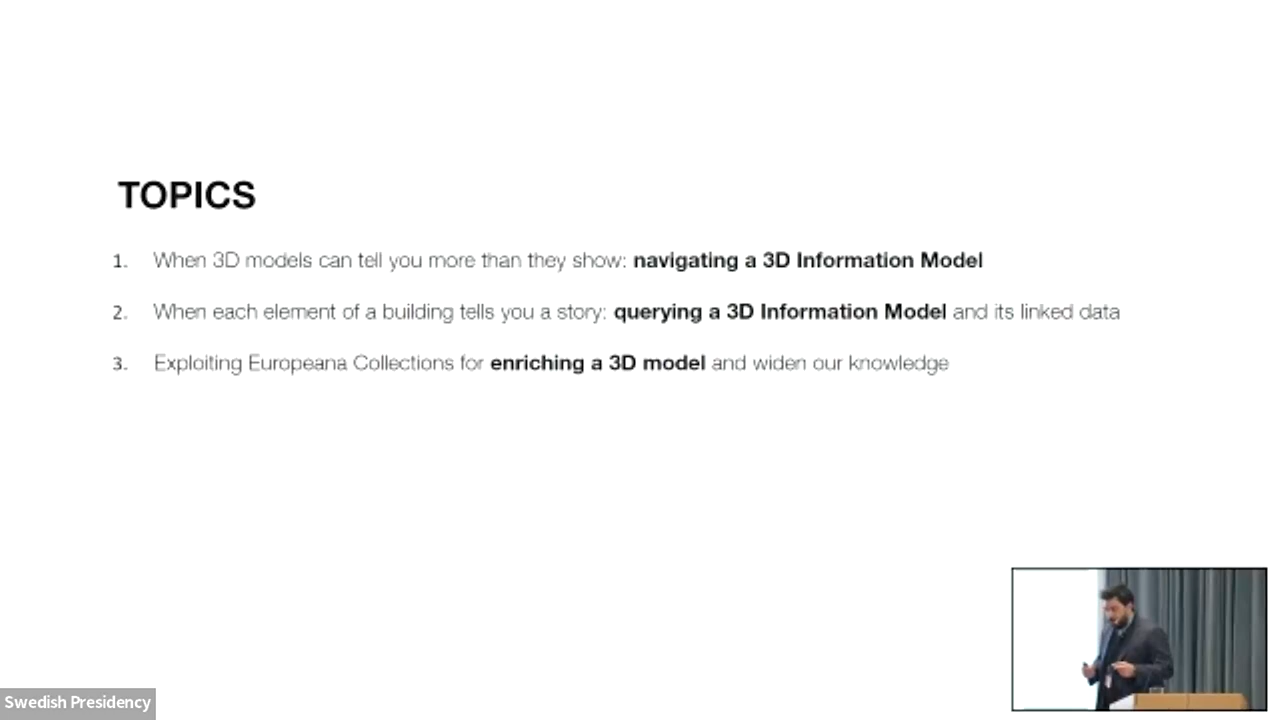 TOPICS
1. When 3D models can tell you more than they show: navigating a 3D Information Model
2. When each element of a building tells you a story: querying a 3D Information Model and its linked data
3. Exploiting Europeana Collections for enriching a 3D model and widen our knowledge
Swedish Presidency